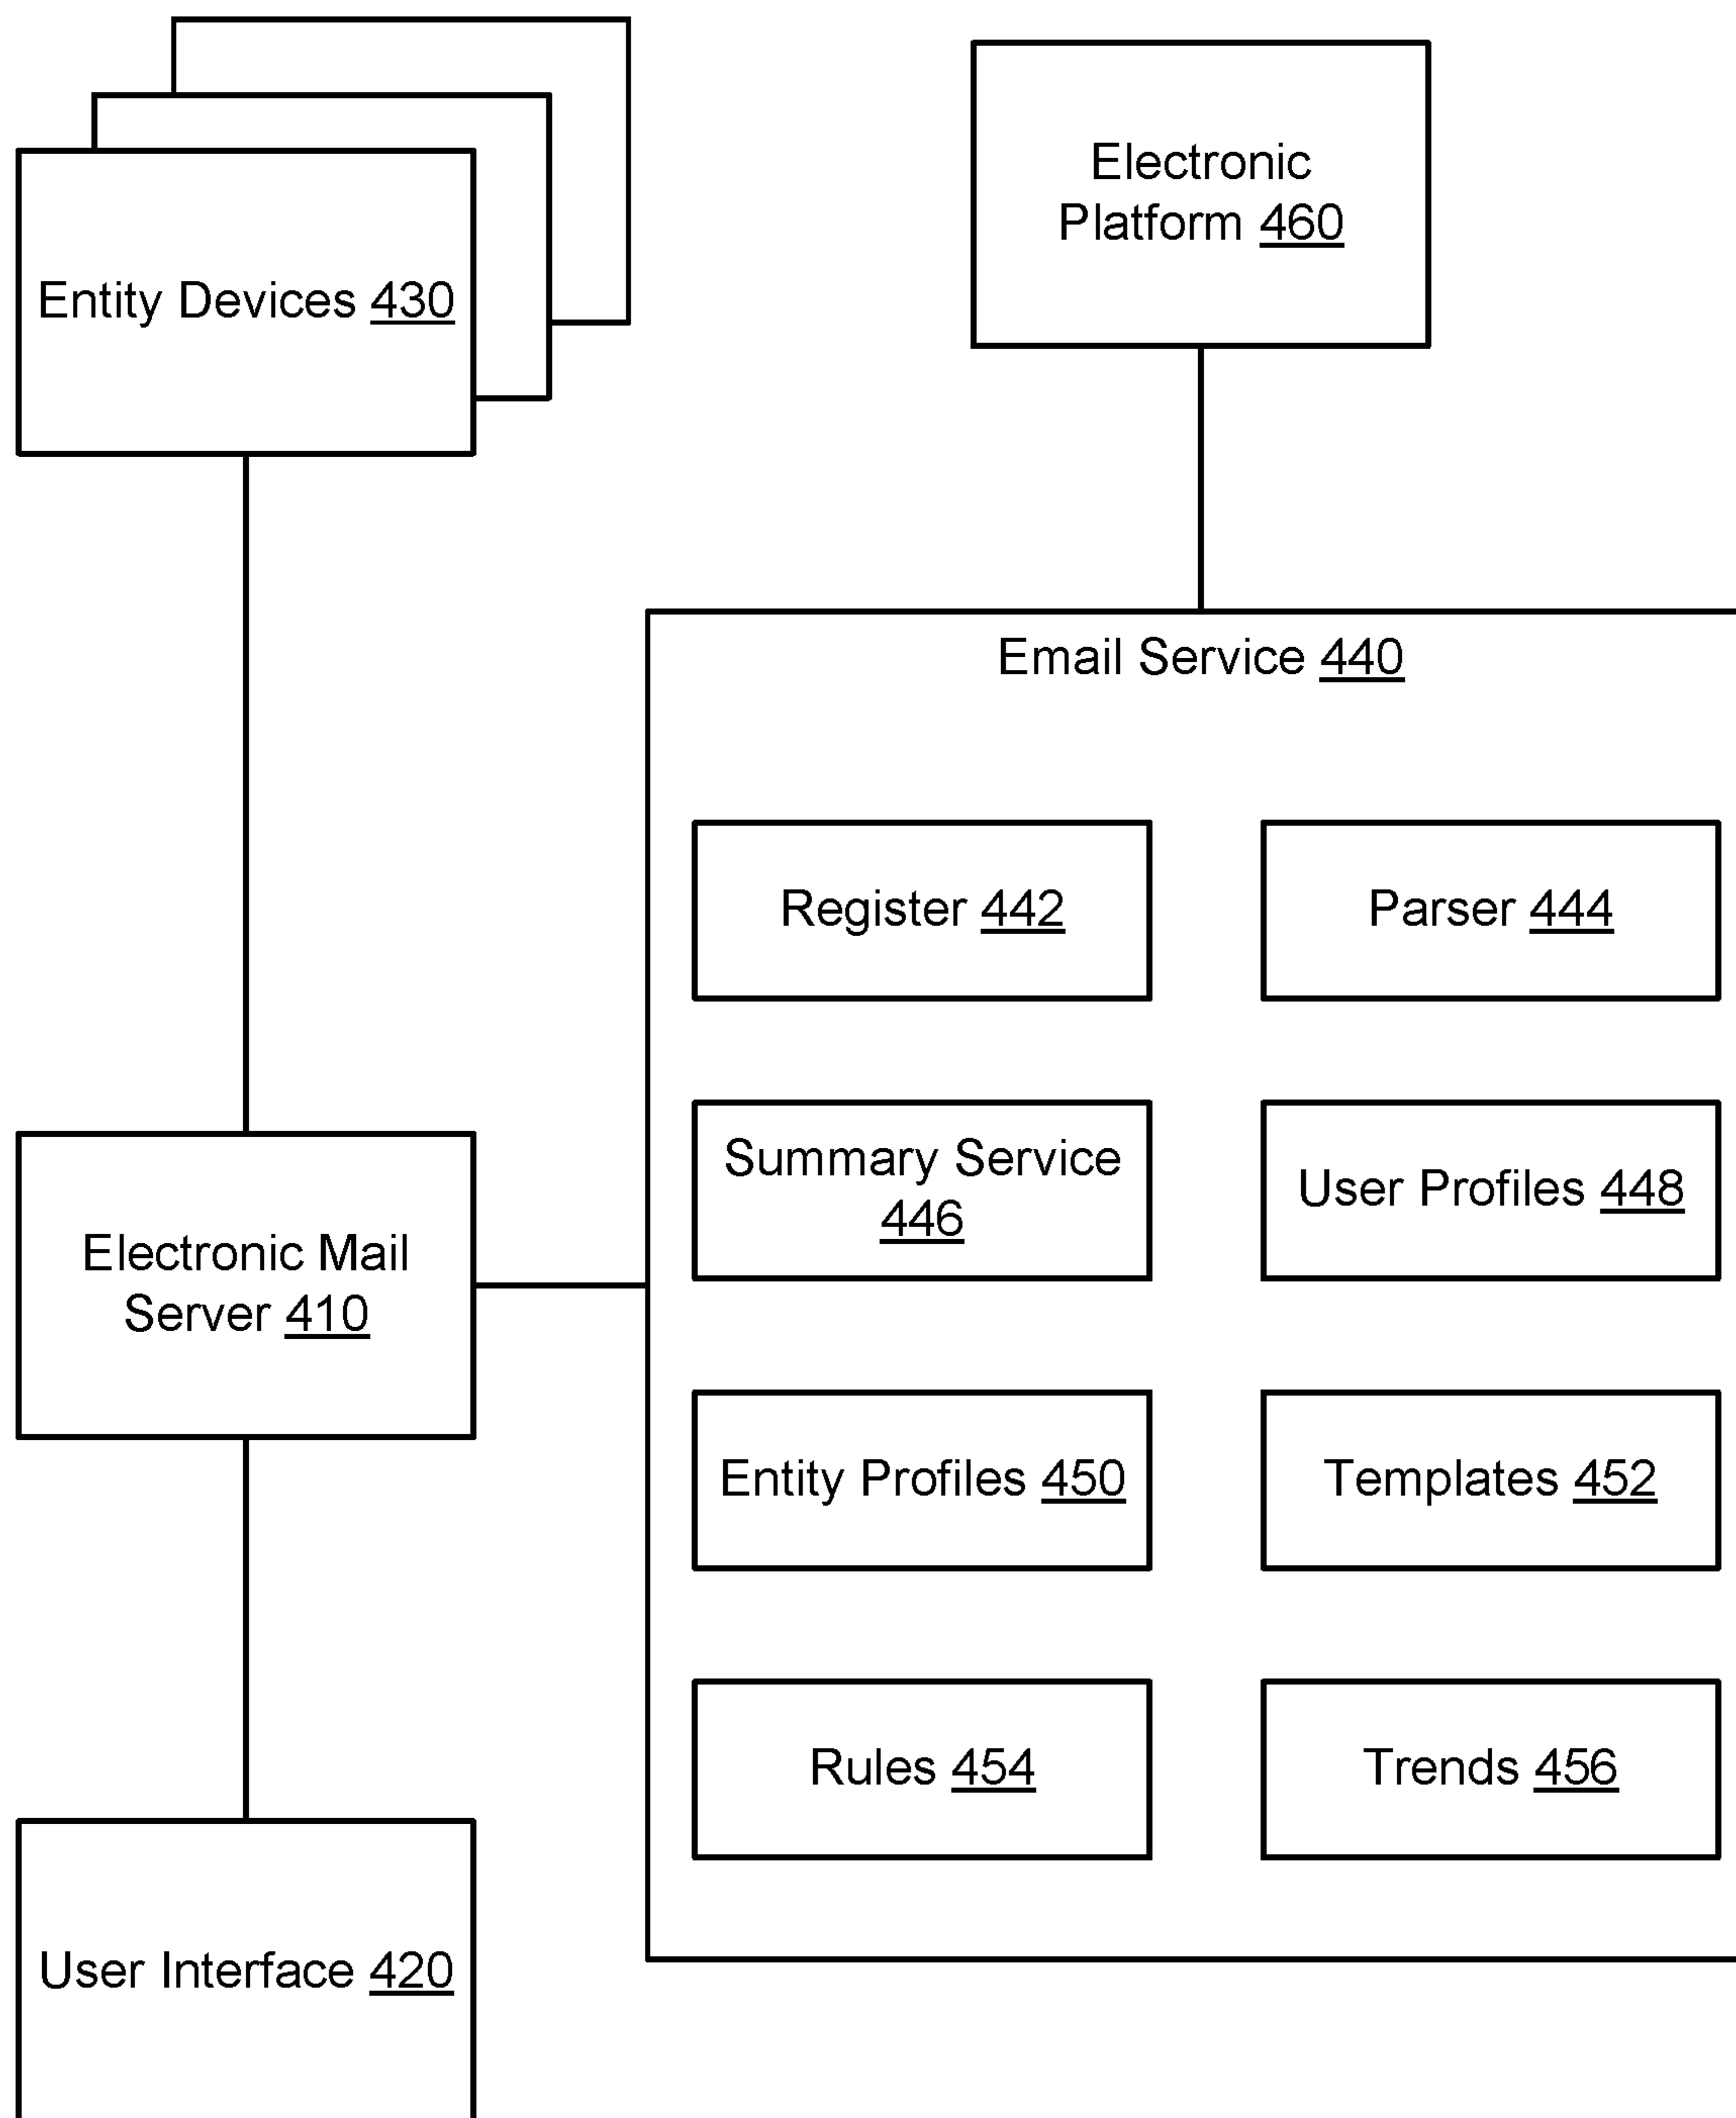 Entity Devices 430
Electronic
Platform 460
Email Service 440
Register 442
Parser 444
Summary Service
446
User Profiles 448
Electronic Mail
Server 410
Entity Profiles 450
Templates 452
Rules 454
Trends 456
User Interface 420